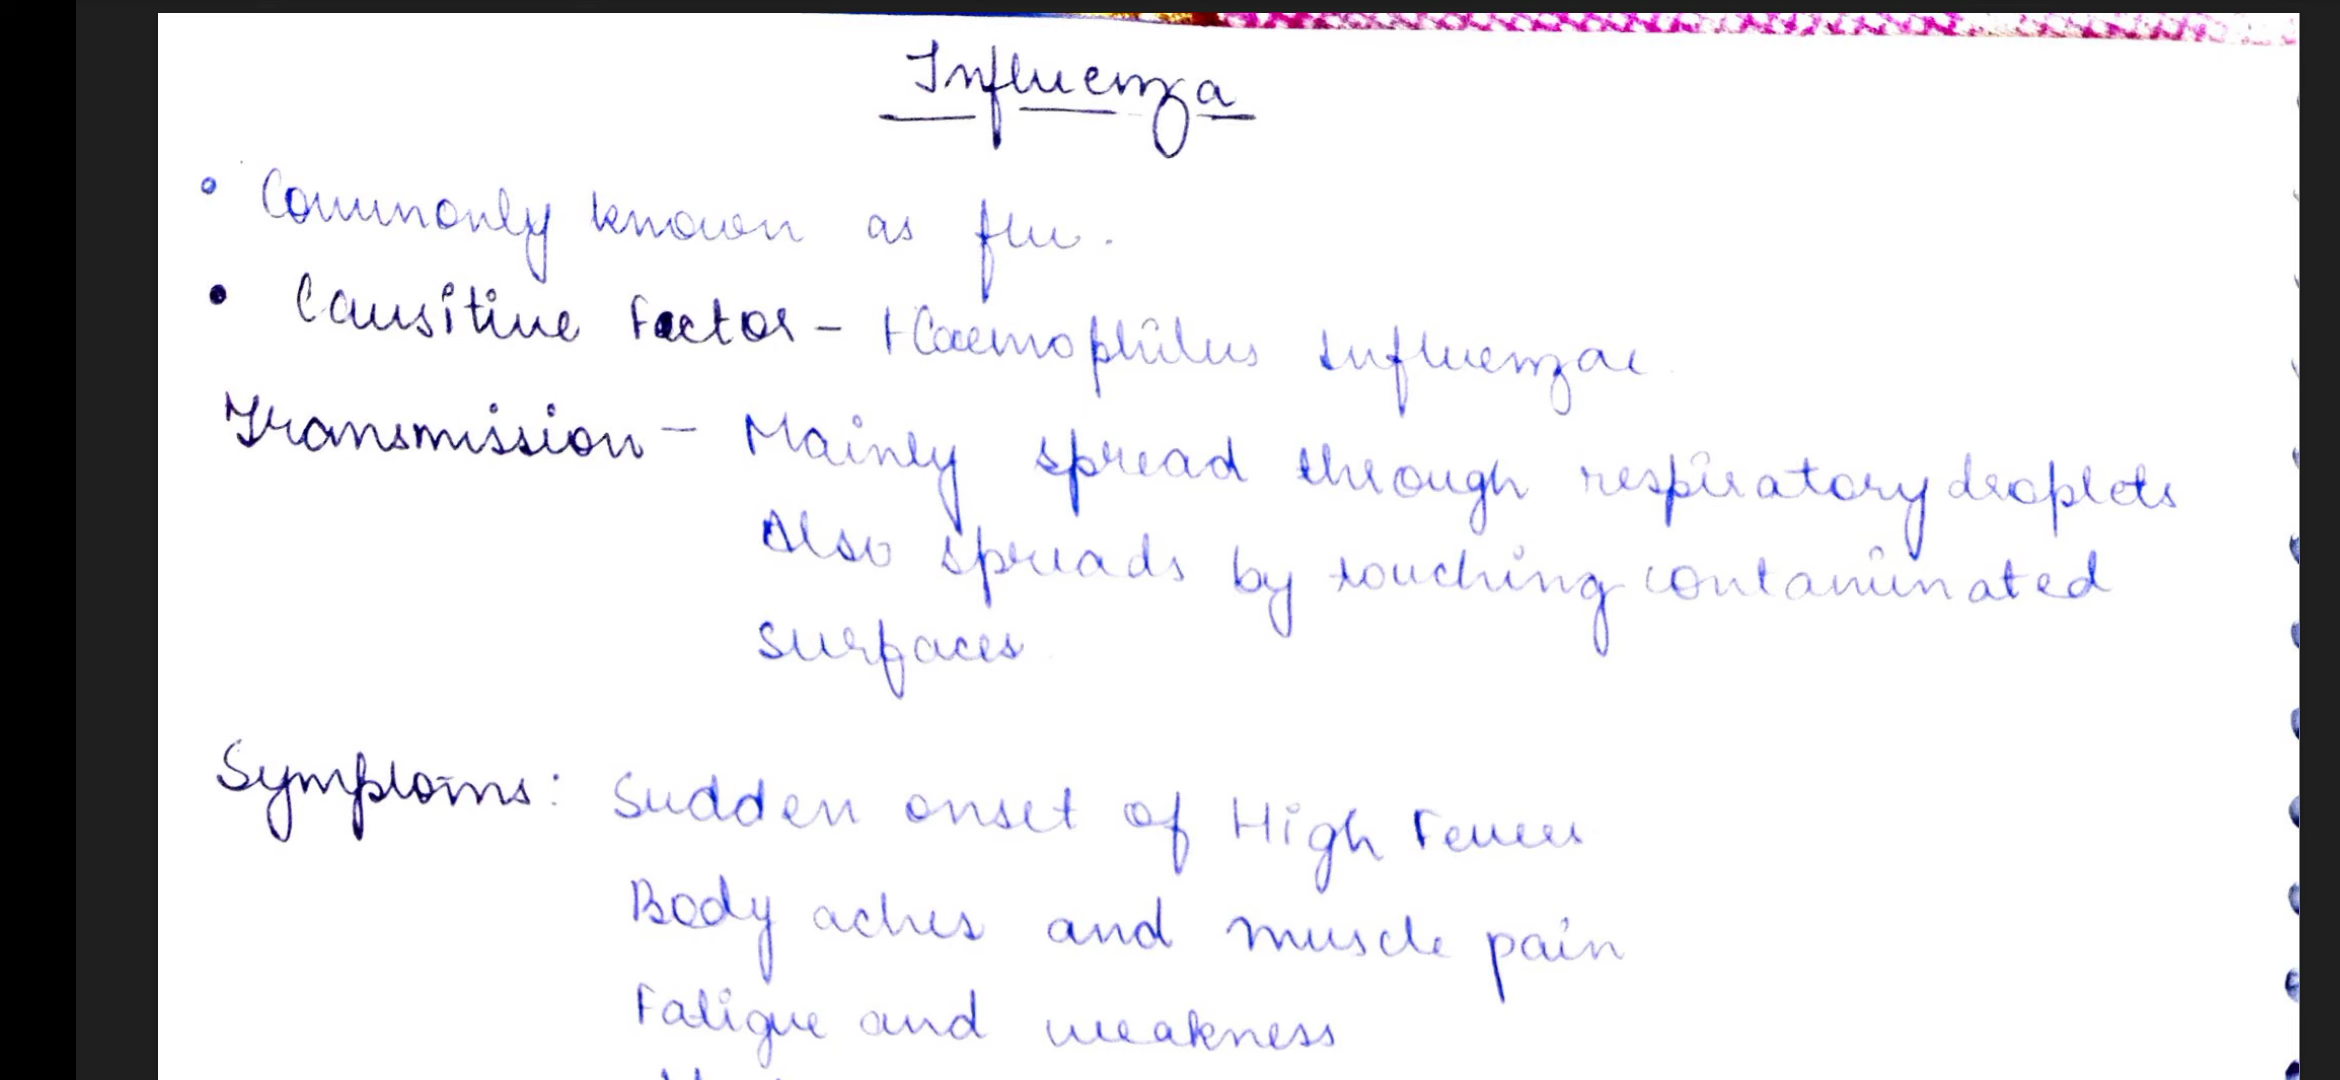 Influenza
• Commonly known as flu.
• Causitive Factor – Haemophilus Influenzae
Transmission – Mainly spread through respiratory droplets
Also spreads by touching contaminated
surfaces
Symptoms: Sudden onset of High Fever
Body aches and muscle pain
Fatigue and weakness